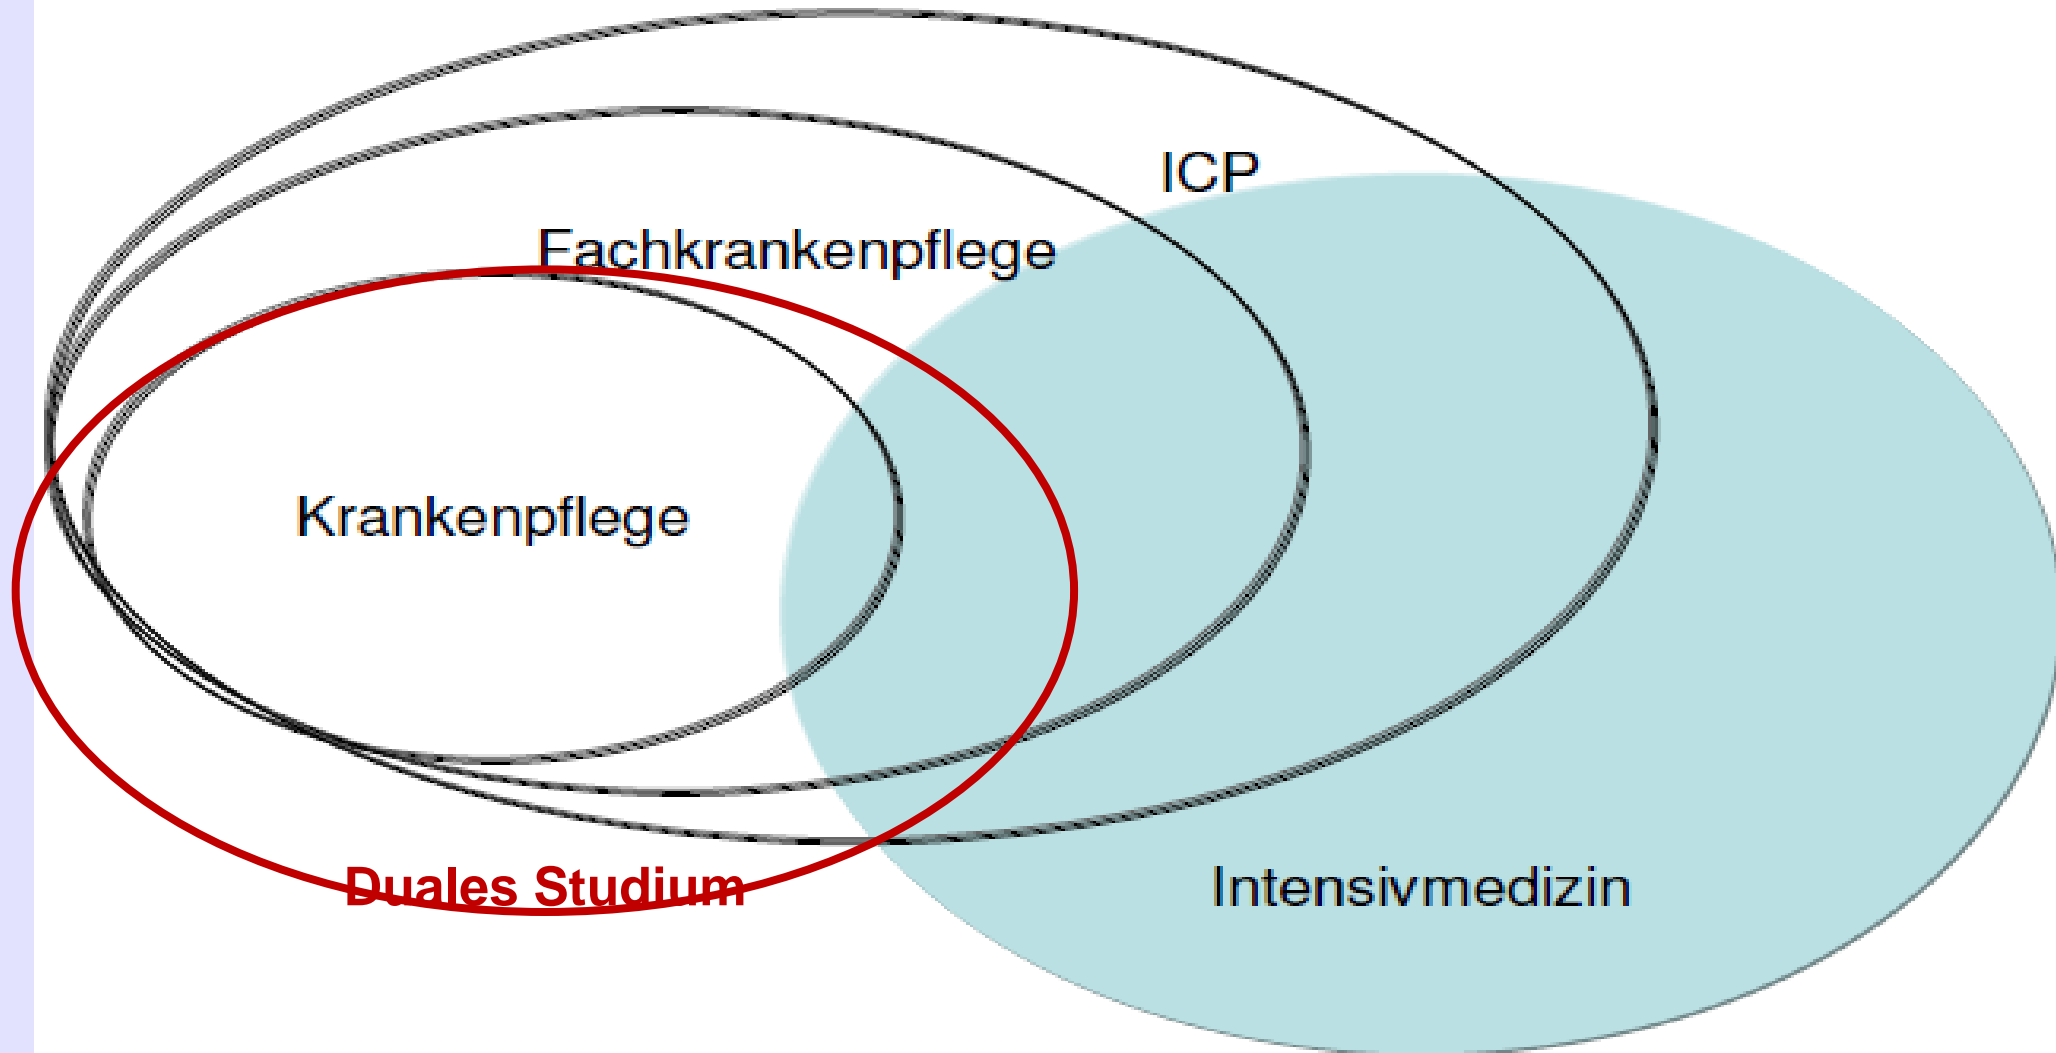 ICP
Fachkrankenpflege
Krankenpflege
Duales Studium
Intensivmedizin